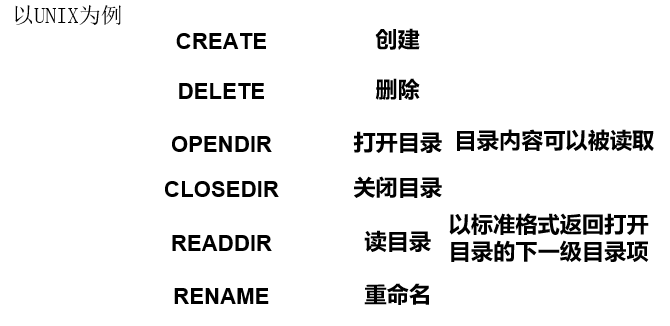 以UNIX为例
CREATE 创建
DELETE 删除
OPENDIR 打开目录 目录内容可以被读取
CLOSEDIR 关闭目录
READDIR 读目录 以标准格式返回打开
目录的下一级目录项
RENAME 重命名